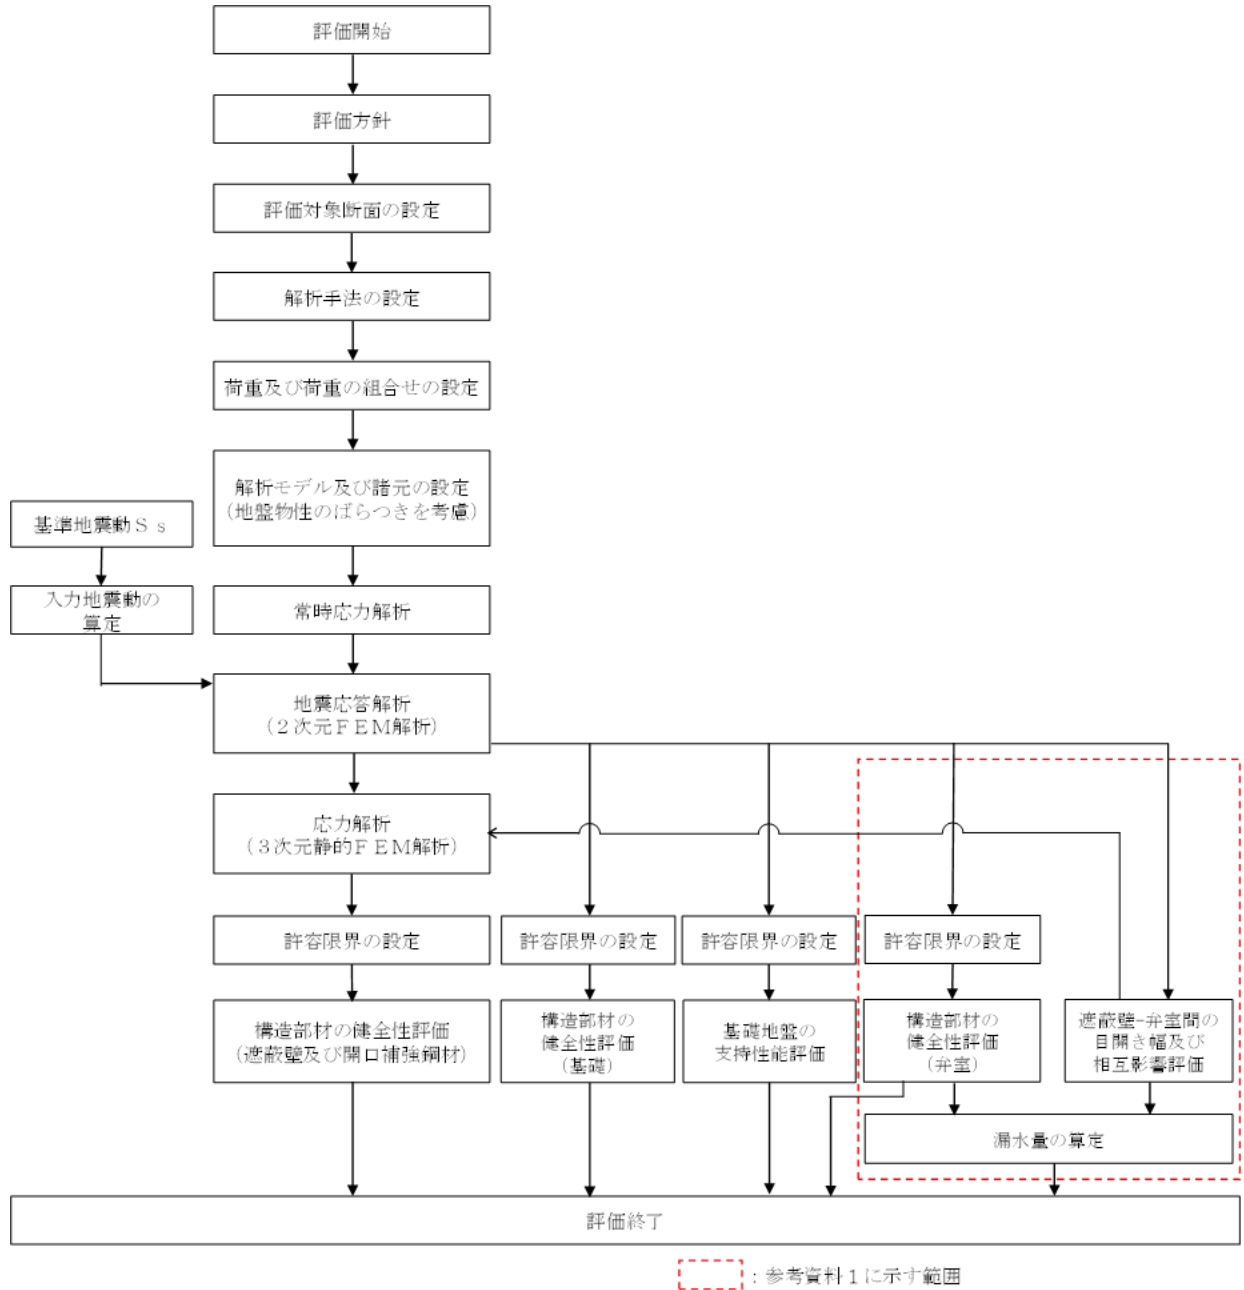 評価開始
評価方針
評価対象断面の設定
解析手法の設定
荷重及び荷重の組合せの設定
解析モデル及び諸元の設定
(地盤物性のばらつきを考慮)
基準地震動Ｓｓ
入力地震動の
算定
常時応力解析
地震応答解析
(２次元ＦＥＭ解析)
応力解析
(３次元静的ＦＥＭ解析)
許容限界の設定
許容限界の設定
許容限界の設定
許容限界の設定
構造部材の健全性評価
(遮蔽壁及び開口補強鋼材)
構造部材の
健全性評価
(基礎)
基礎地盤の
支持性能評価
構造部材の
健全性評価
(弁室)
遮蔽壁−弁室間の
目開き幅及び
相互影響評価
漏水量の算定
評価終了
：参考資料１に示す範囲